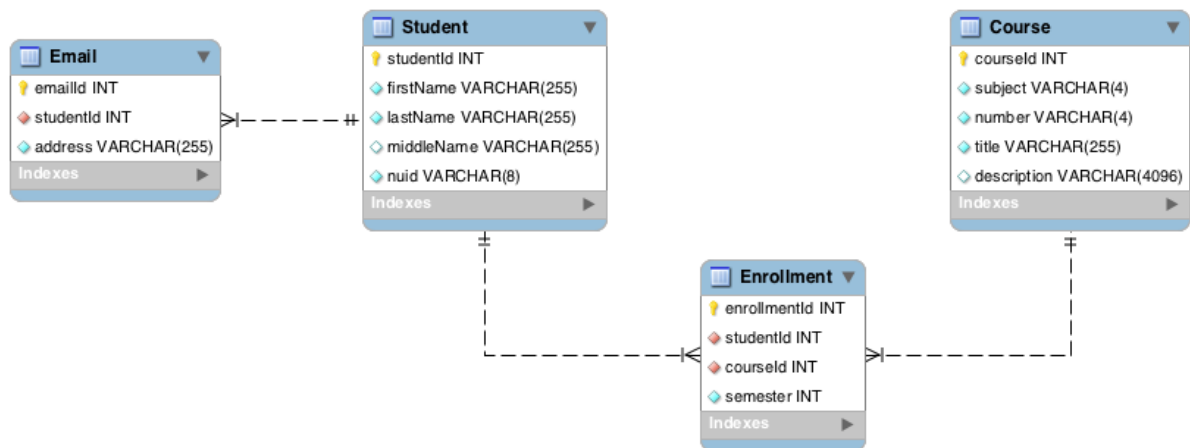 Email
emailId INT
studentId INT
address VARCHAR(255)
Indexes
Student
studentId INT
firstName VARCHAR(255)
lastName VARCHAR(255)
middleName VARCHAR(255)
nuid VARCHAR(8)
Indexes
Course
courseId INT
subject VARCHAR(4)
number VARCHAR(4)
title VARCHAR(255)
description VARCHAR(4096)
Indexes
Enrollment
enrollmentId INT
studentId INT
courseId INT
semester INT
Indexes